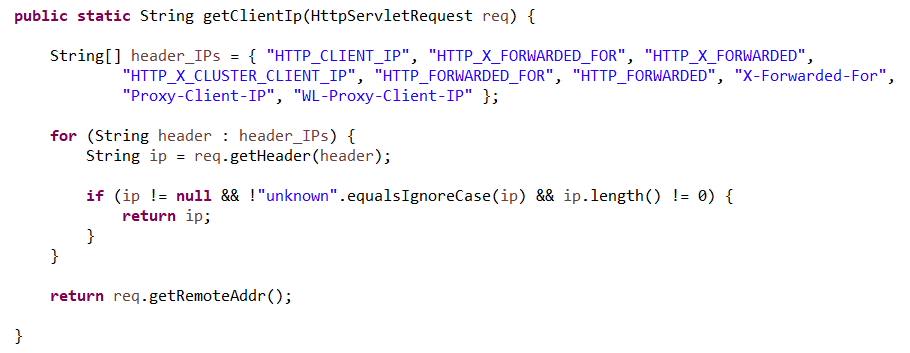 public static String getClientIp(HttpServletRequest req) {
String[] header_IPs = { "HTTP_CLIENT_IP", "HTTP_X_FORWARDED_FOR", "HTTP_X_FORWARDED",
"HTTP_X_CLUSTER_CLIENT_IP", "HTTP_FORWARDED_FOR", "HTTP_FORWARDED", "X-Forwarded-For",
"Proxy-Client-IP", "WL-Proxy-Client-IP" };
for (String header : header_IPs) {
String ip = req.getHeader(header);
if (ip != null && !"unknown".equalsIgnoreCase(ip) && ip.length() != 0) {
return ip;
}
}
return req.getRemoteAddr();
}